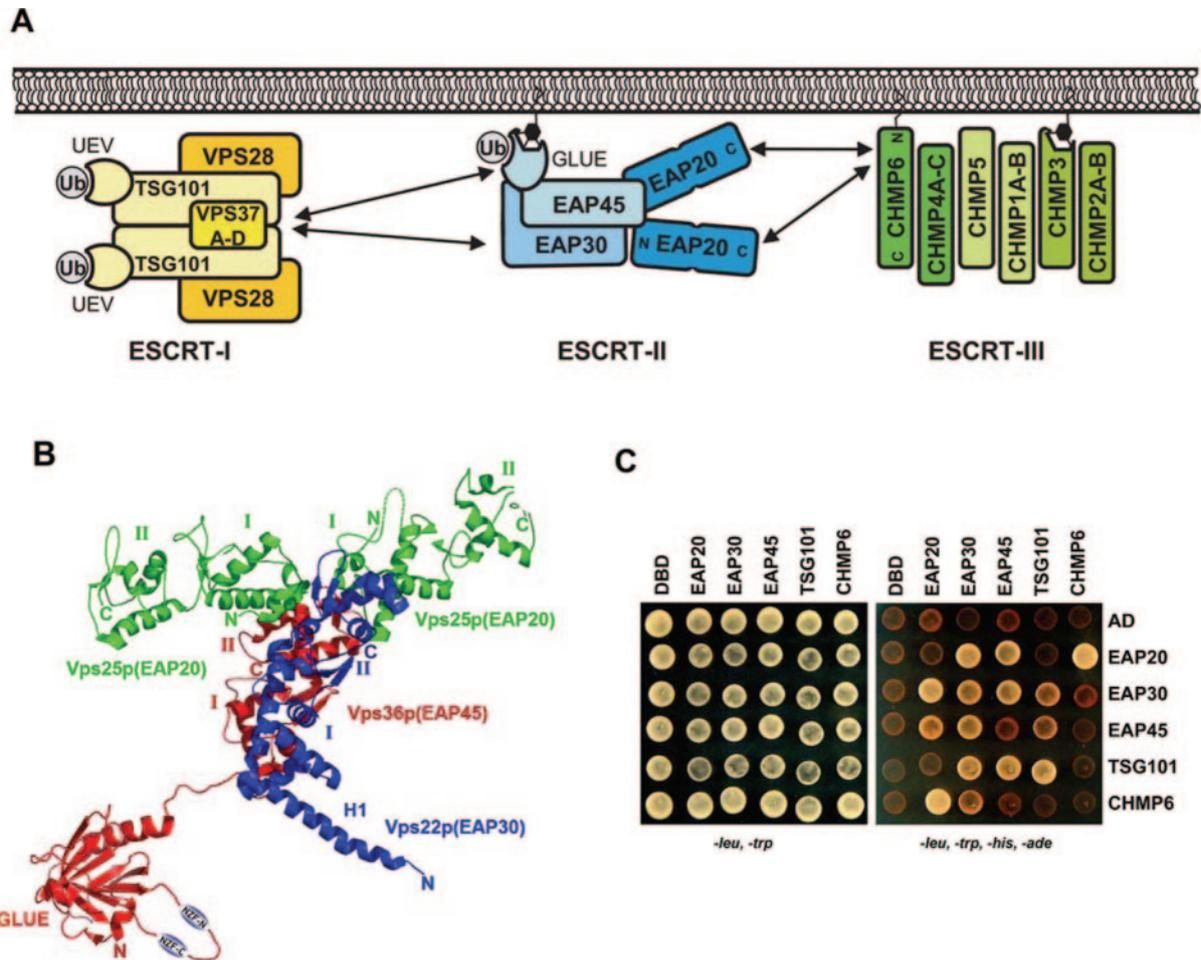 A
UEV
Ub
TSG101
VPS28
VPS37
A-D
Ub
TSG101
UEV
VPS28
ESCRT-I
Ub
GLUE
EAP45
EAP30
EAP20 C
N EAP20 C
ESCRT-II
C CHMP6 N
CHMP4A-C
CHMP5
CHMP1A-B
CHMP3
CHMP2A-B
ESCRT-III
B
II
I
I
N
II
C
C
N
Vps25p(EAP20)
Vps25p(EAP20)
II
C
C
II
I
I
Vps36p(EAP45)
H1
Vps22p(EAP30)
N
GLUE
N
NZF-N
NZF-C
C
DBD EAP20 EAP30 EAP45 TSG101 CHMP6
DBD EAP20 EAP30 EAP45 TSG101 CHMP6
AD
EAP20
EAP30
EAP45
TSG101
CHMP6
-leu, -trp
-leu, -trp, -his, -ade